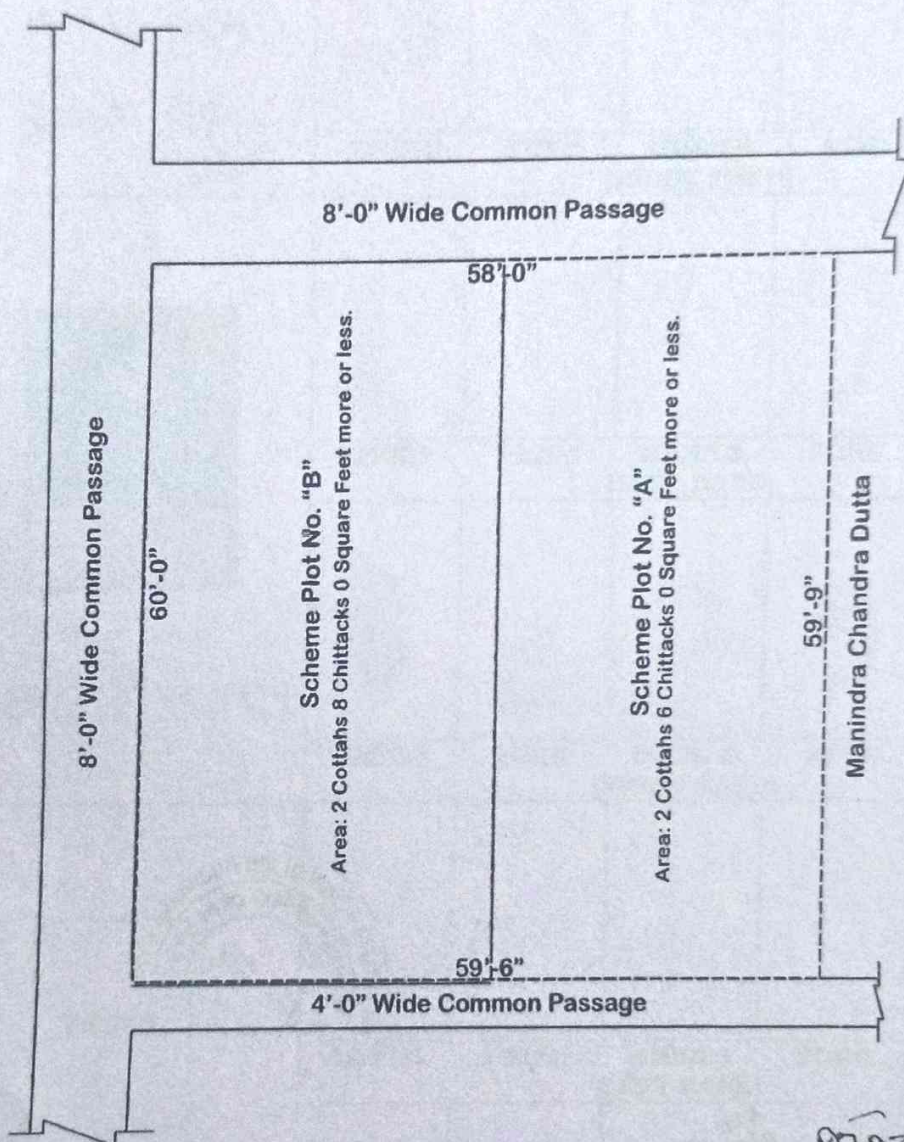 8'-0" Wide Common Passage
58'-0"
8'-0" Wide Common Passage
60'-0"
Scheme Plot No. "B"
Area: 2 Cottahs 8 Chittacks 0 Square Feet more or less.
Scheme Plot No. "A"
Area: 2 Cottahs 6 Chittacks 0 Square Feet more or less.
59'-9"
Manindra Chandra Dutta
59'-6"
4'-0" Wide Common Passage